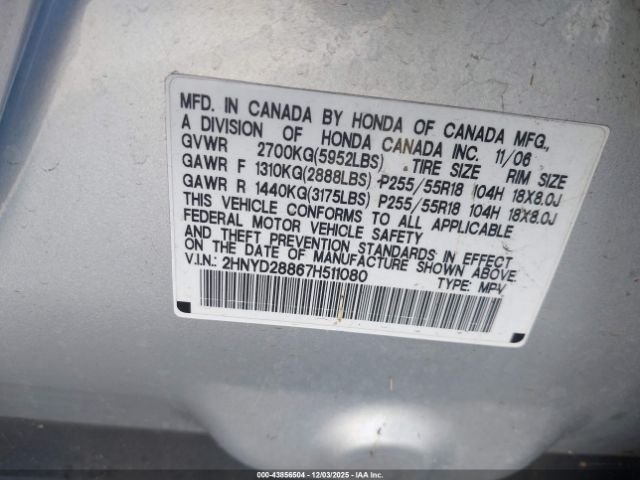 MFD. IN CANADA BY HONDA OF CANADA MFG.,
A DIVISION OF HONDA CANADA INC. 11/06
GVWR 2700KG(5952LBS) TIRE SIZE RIM SIZE
GAWR F 1310KG(2888LBS) P255/55R18 104H 18X8.0J
GAWR R 1440KG(3175LBS) P255/55R18 104H 18X8.0J
THIS VEHICLE CONFORMS TO ALL APPLICABLE
FEDERAL MOTOR VEHICLE SAFETY
AND THEFT PREVENTION STANDARDS IN EFFECT
ON THE DATE OF MANUFACTURE SHOWN ABOVE
V.I.N.: 2HNYD28867H511080 TYPE: MPV
000-43856504 - 12/03/2025 - IAAI.COM